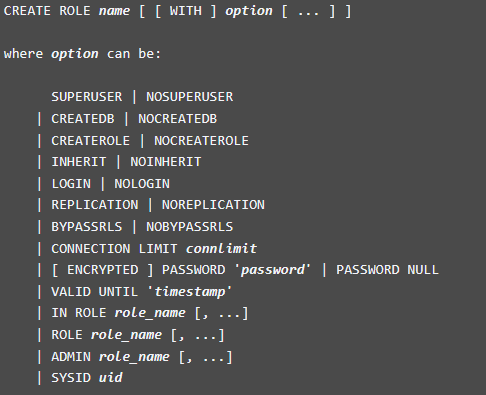 CREATE ROLE name [ [ WITH ] option [ ... ] ]
where option can be:
SUPERUSER | NOSUPERUSER
| CREATEDB | NOCREATEDB
| CREATEROLE | NOCREATEROLE
| INHERIT | NOINHERIT
| LOGIN | NOLOGIN
| REPLICATION | NOREPLICATION
| BYPASSRLS | NOBYPASSRLS
| CONNECTION LIMIT connlimit
| [ ENCRYPTED ] PASSWORD 'password' | PASSWORD NULL
| VALID UNTIL 'timestamp'
| IN ROLE role_name [, ...]
| ROLE role_name [, ...]
| ADMIN role_name [, ...]
| SYSID uid